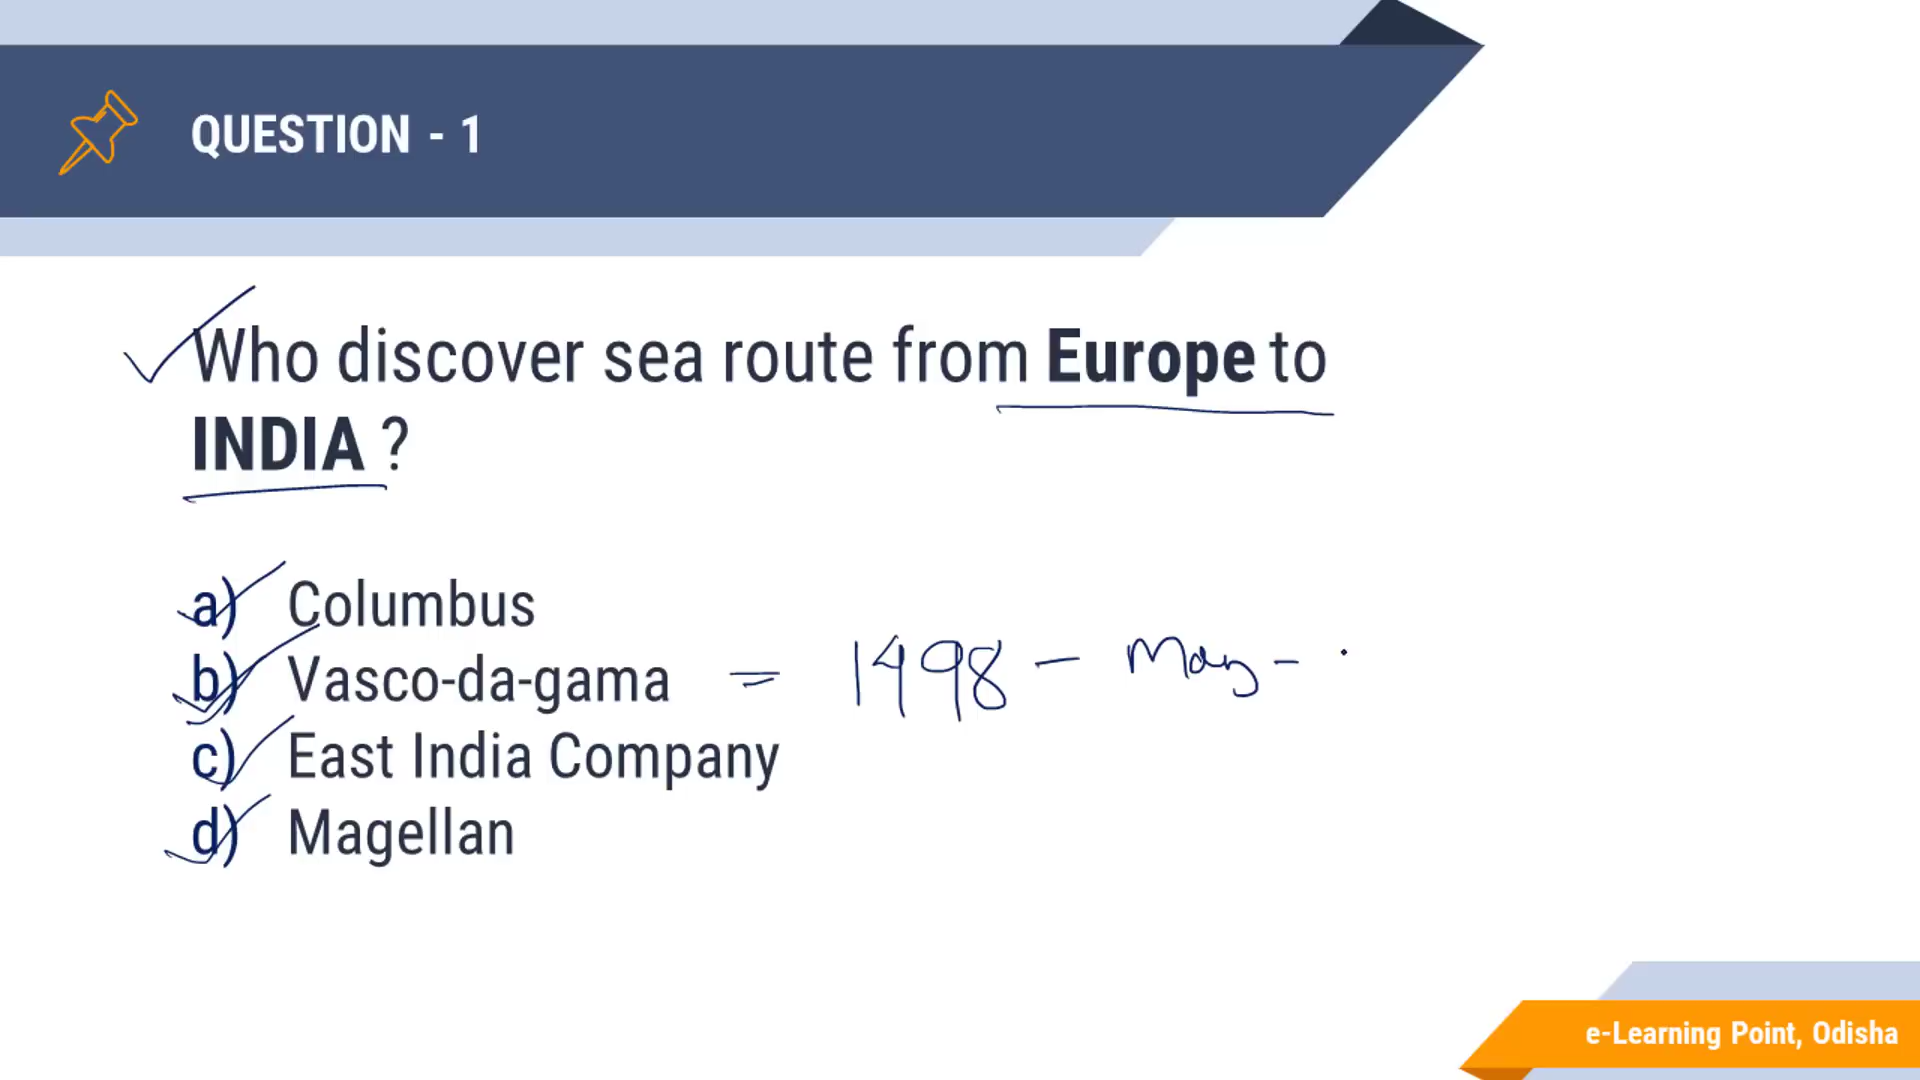 QUESTION - 1
Who discover sea route from Europe to
INDIA ?
a) Columbus
b) Vasco-da-gama = 1498 - May -
c) East India Company
d) Magellan
e-Learning Point, Odisha